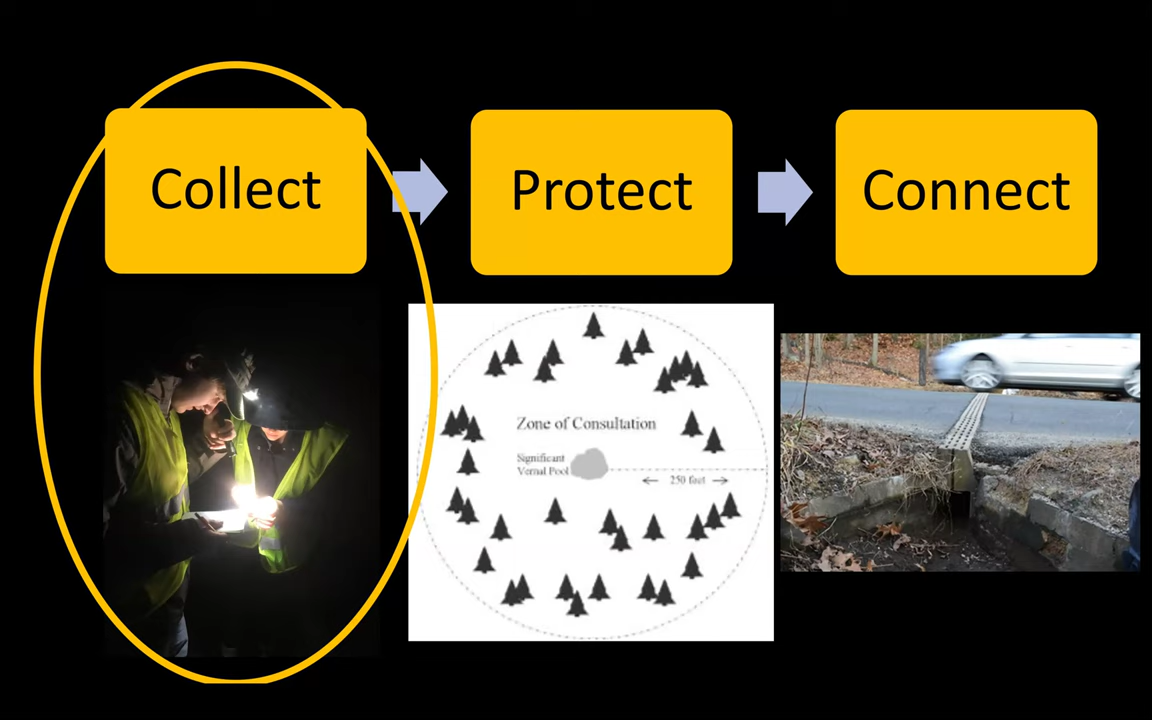 Collect
Protect
Connect
Zone of Consultation
Significant
Vernal Pool
250 feet